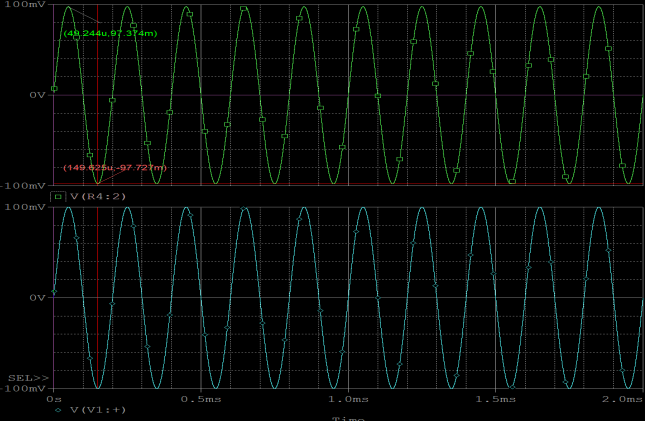 100mV
(49.244u,97.374m)
0V
(149.625u,-97.727m)
-100mV
V(R4:2)
100mV
0V
SEL>>
-100mV
0s 0.5ms 1.0ms 1.5ms 2.0ms
V(V1:+)
Time